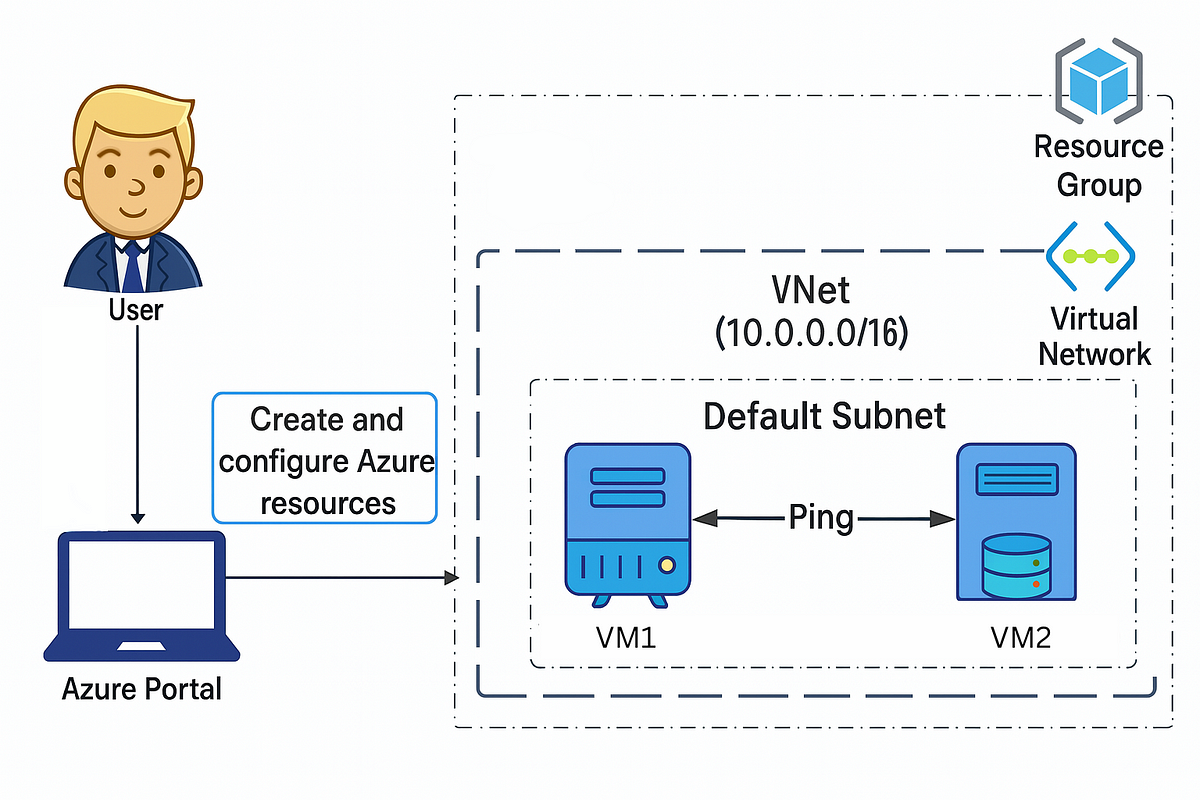 User
Create and
configure Azure
resources
Azure Portal
Resource
Group
VNet
(10.0.0.0/16)
Virtual
Network
Default Subnet
Ping
VM1
VM2